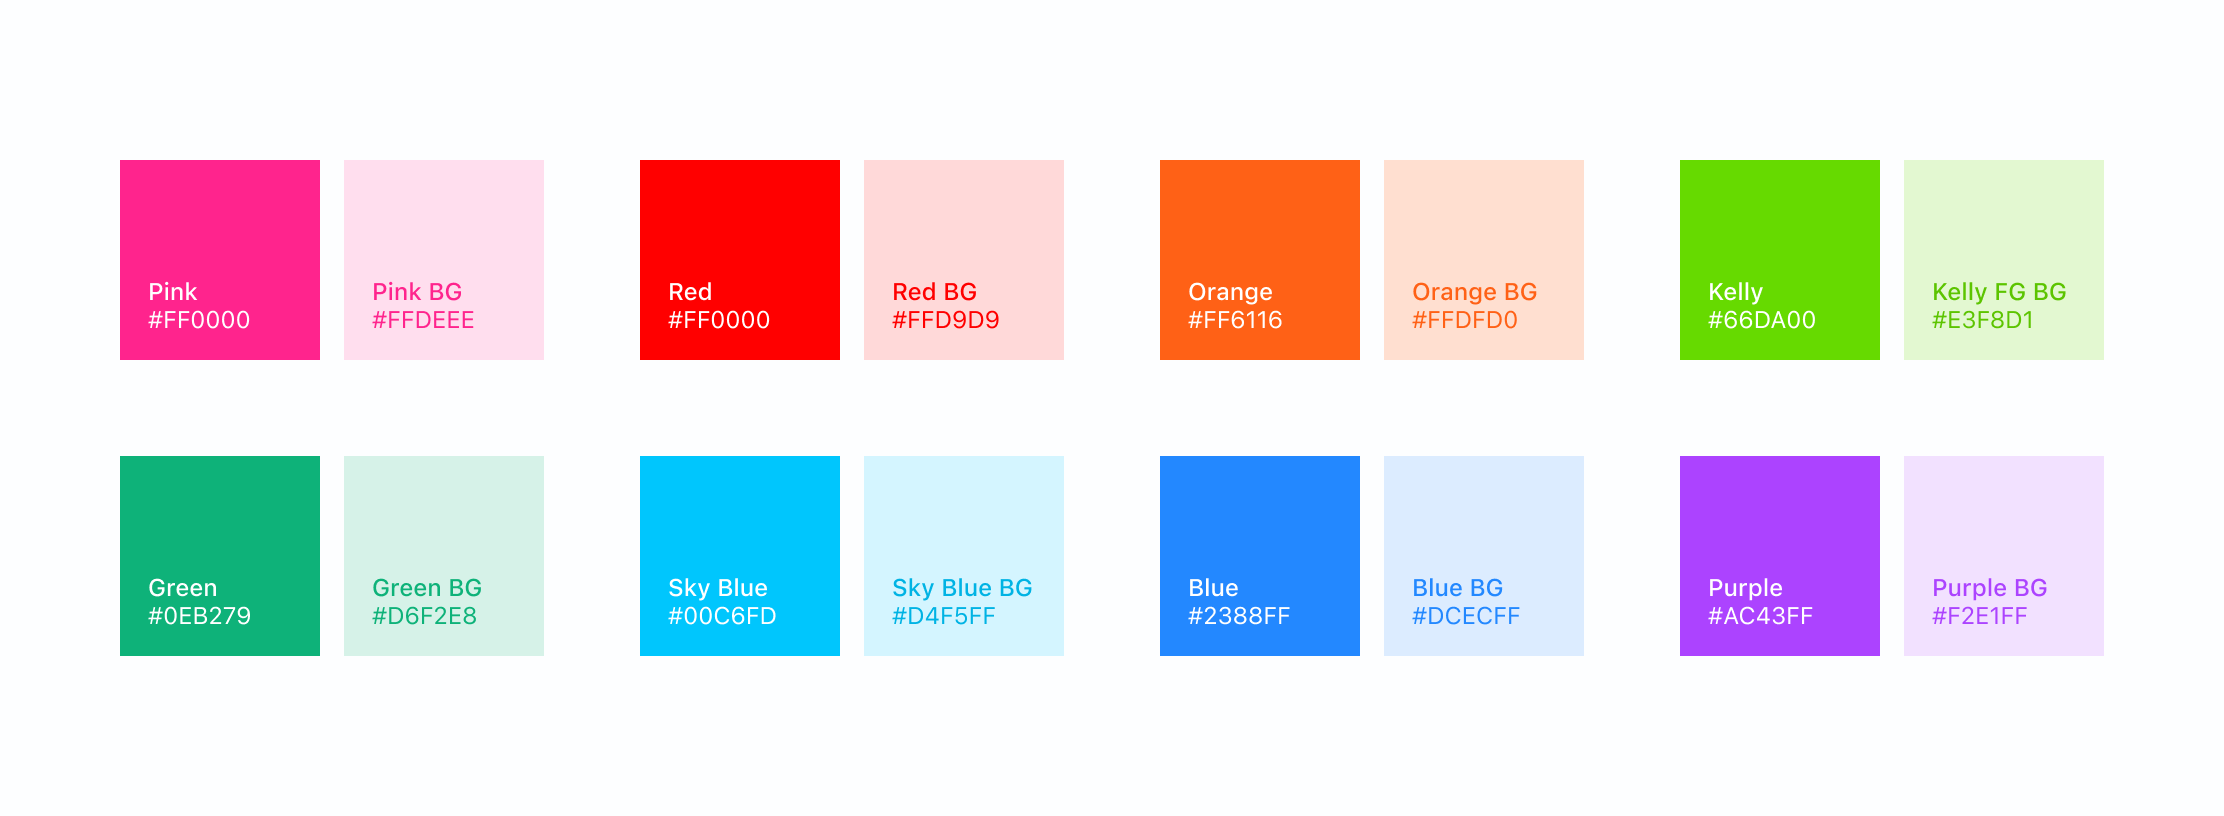 Pink
#FF0000
Pink BG
#FFDEEE
Red
#FF0000
Red BG
#FFD9D9
Orange
#FF6116
Orange BG
#FFDFD0
Kelly
#66DA00
Kelly FG BG
#E3F8D1
Green
#0EB279
Green BG
#D6F2E8
Sky Blue
#00C6FD
Sky Blue BG
#D4F5FF
Blue
#2388FF
Blue BG
#DCECFF
Purple
#AC43FF
Purple BG
#F2E1FF